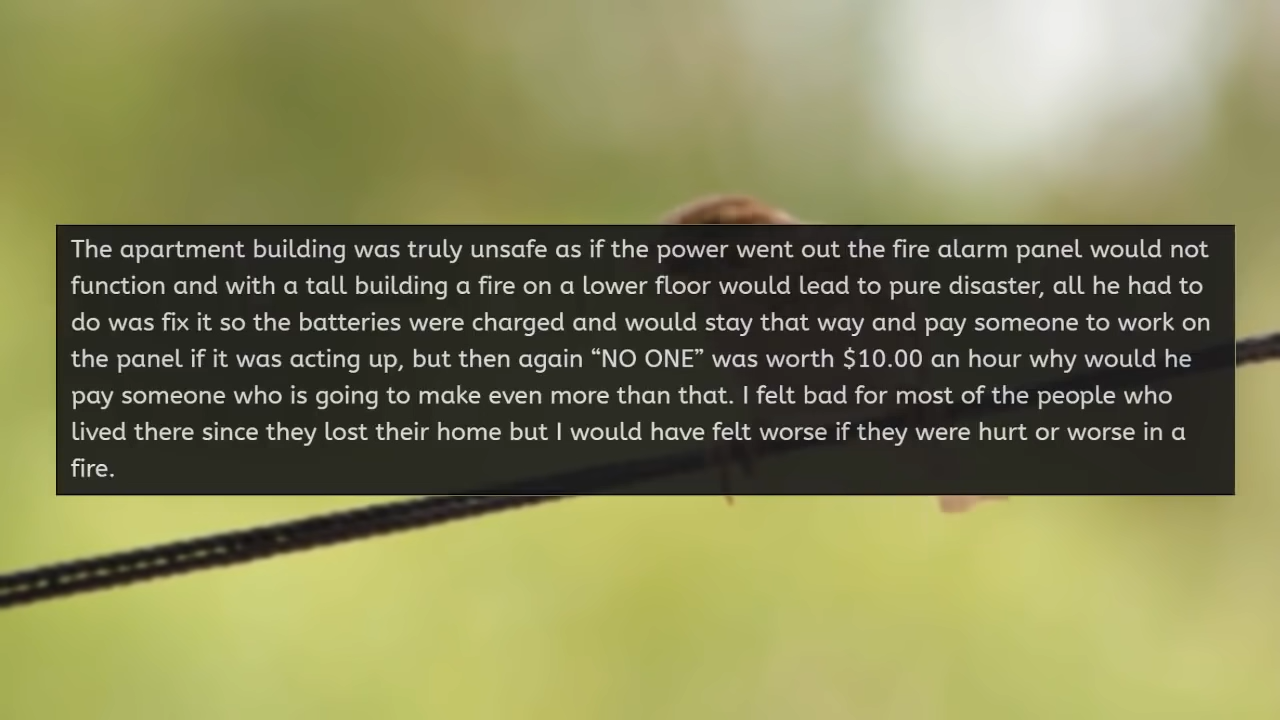 The apartment building was truly unsafe as if the power went out the fire alarm panel would not
function and with a tall building a fire on a lower floor would lead to pure disaster, all he had to
do was fix it so the batteries were charged and would stay that way and pay someone to work on
the panel if it was acting up, but then again “NO ONE” was worth $10.00 an hour why would he
pay someone who is going to make even more than that. I felt bad for most of the people who
lived there since they lost their home but I would have felt worse if they were hurt or worse in a
fire.